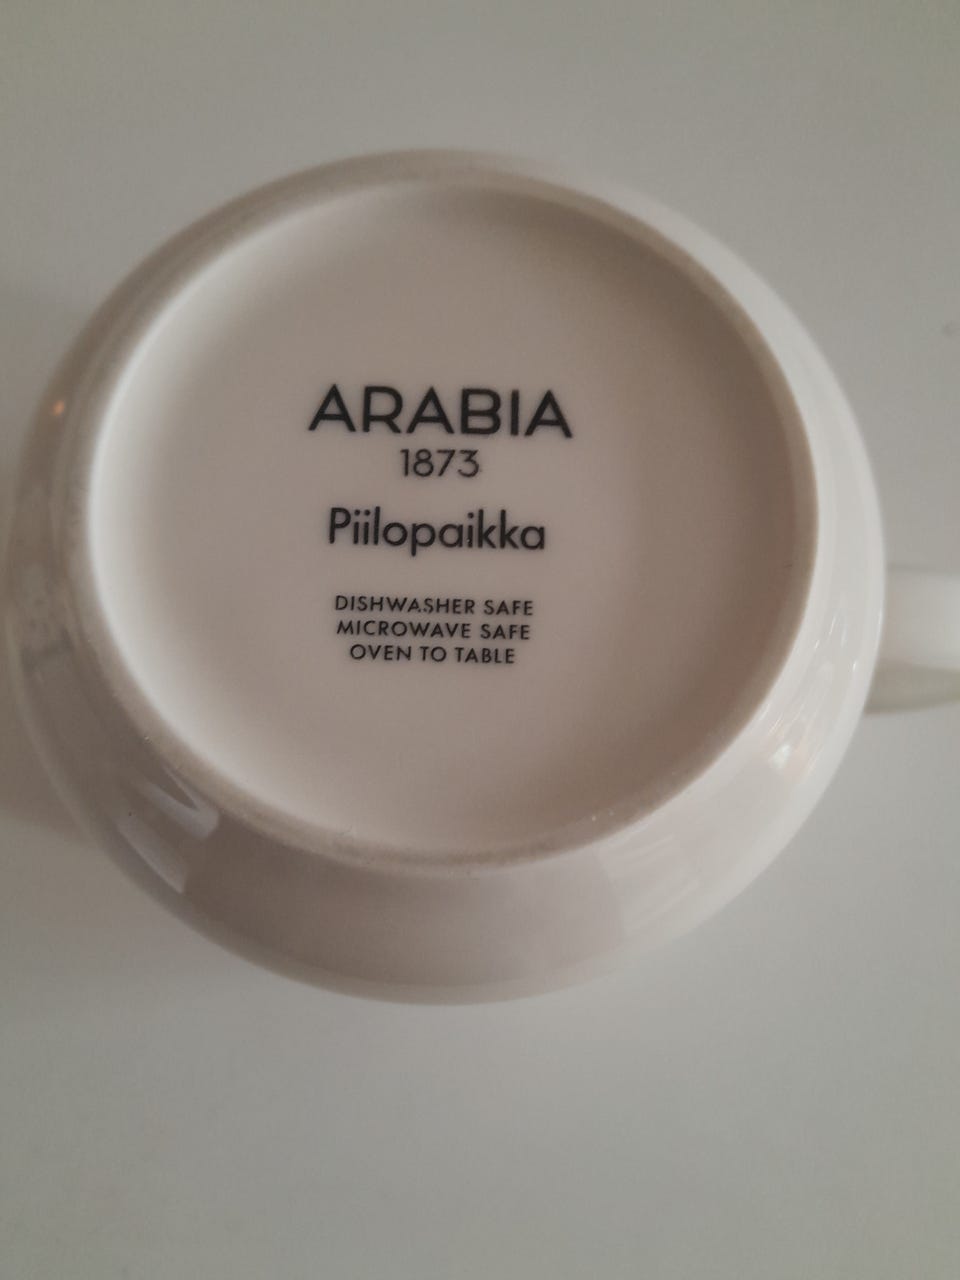 ARABIA
1873
Piilopaikka
DISHWASHER SAFE
MICROWAVE SAFE
OVEN TO TABLE